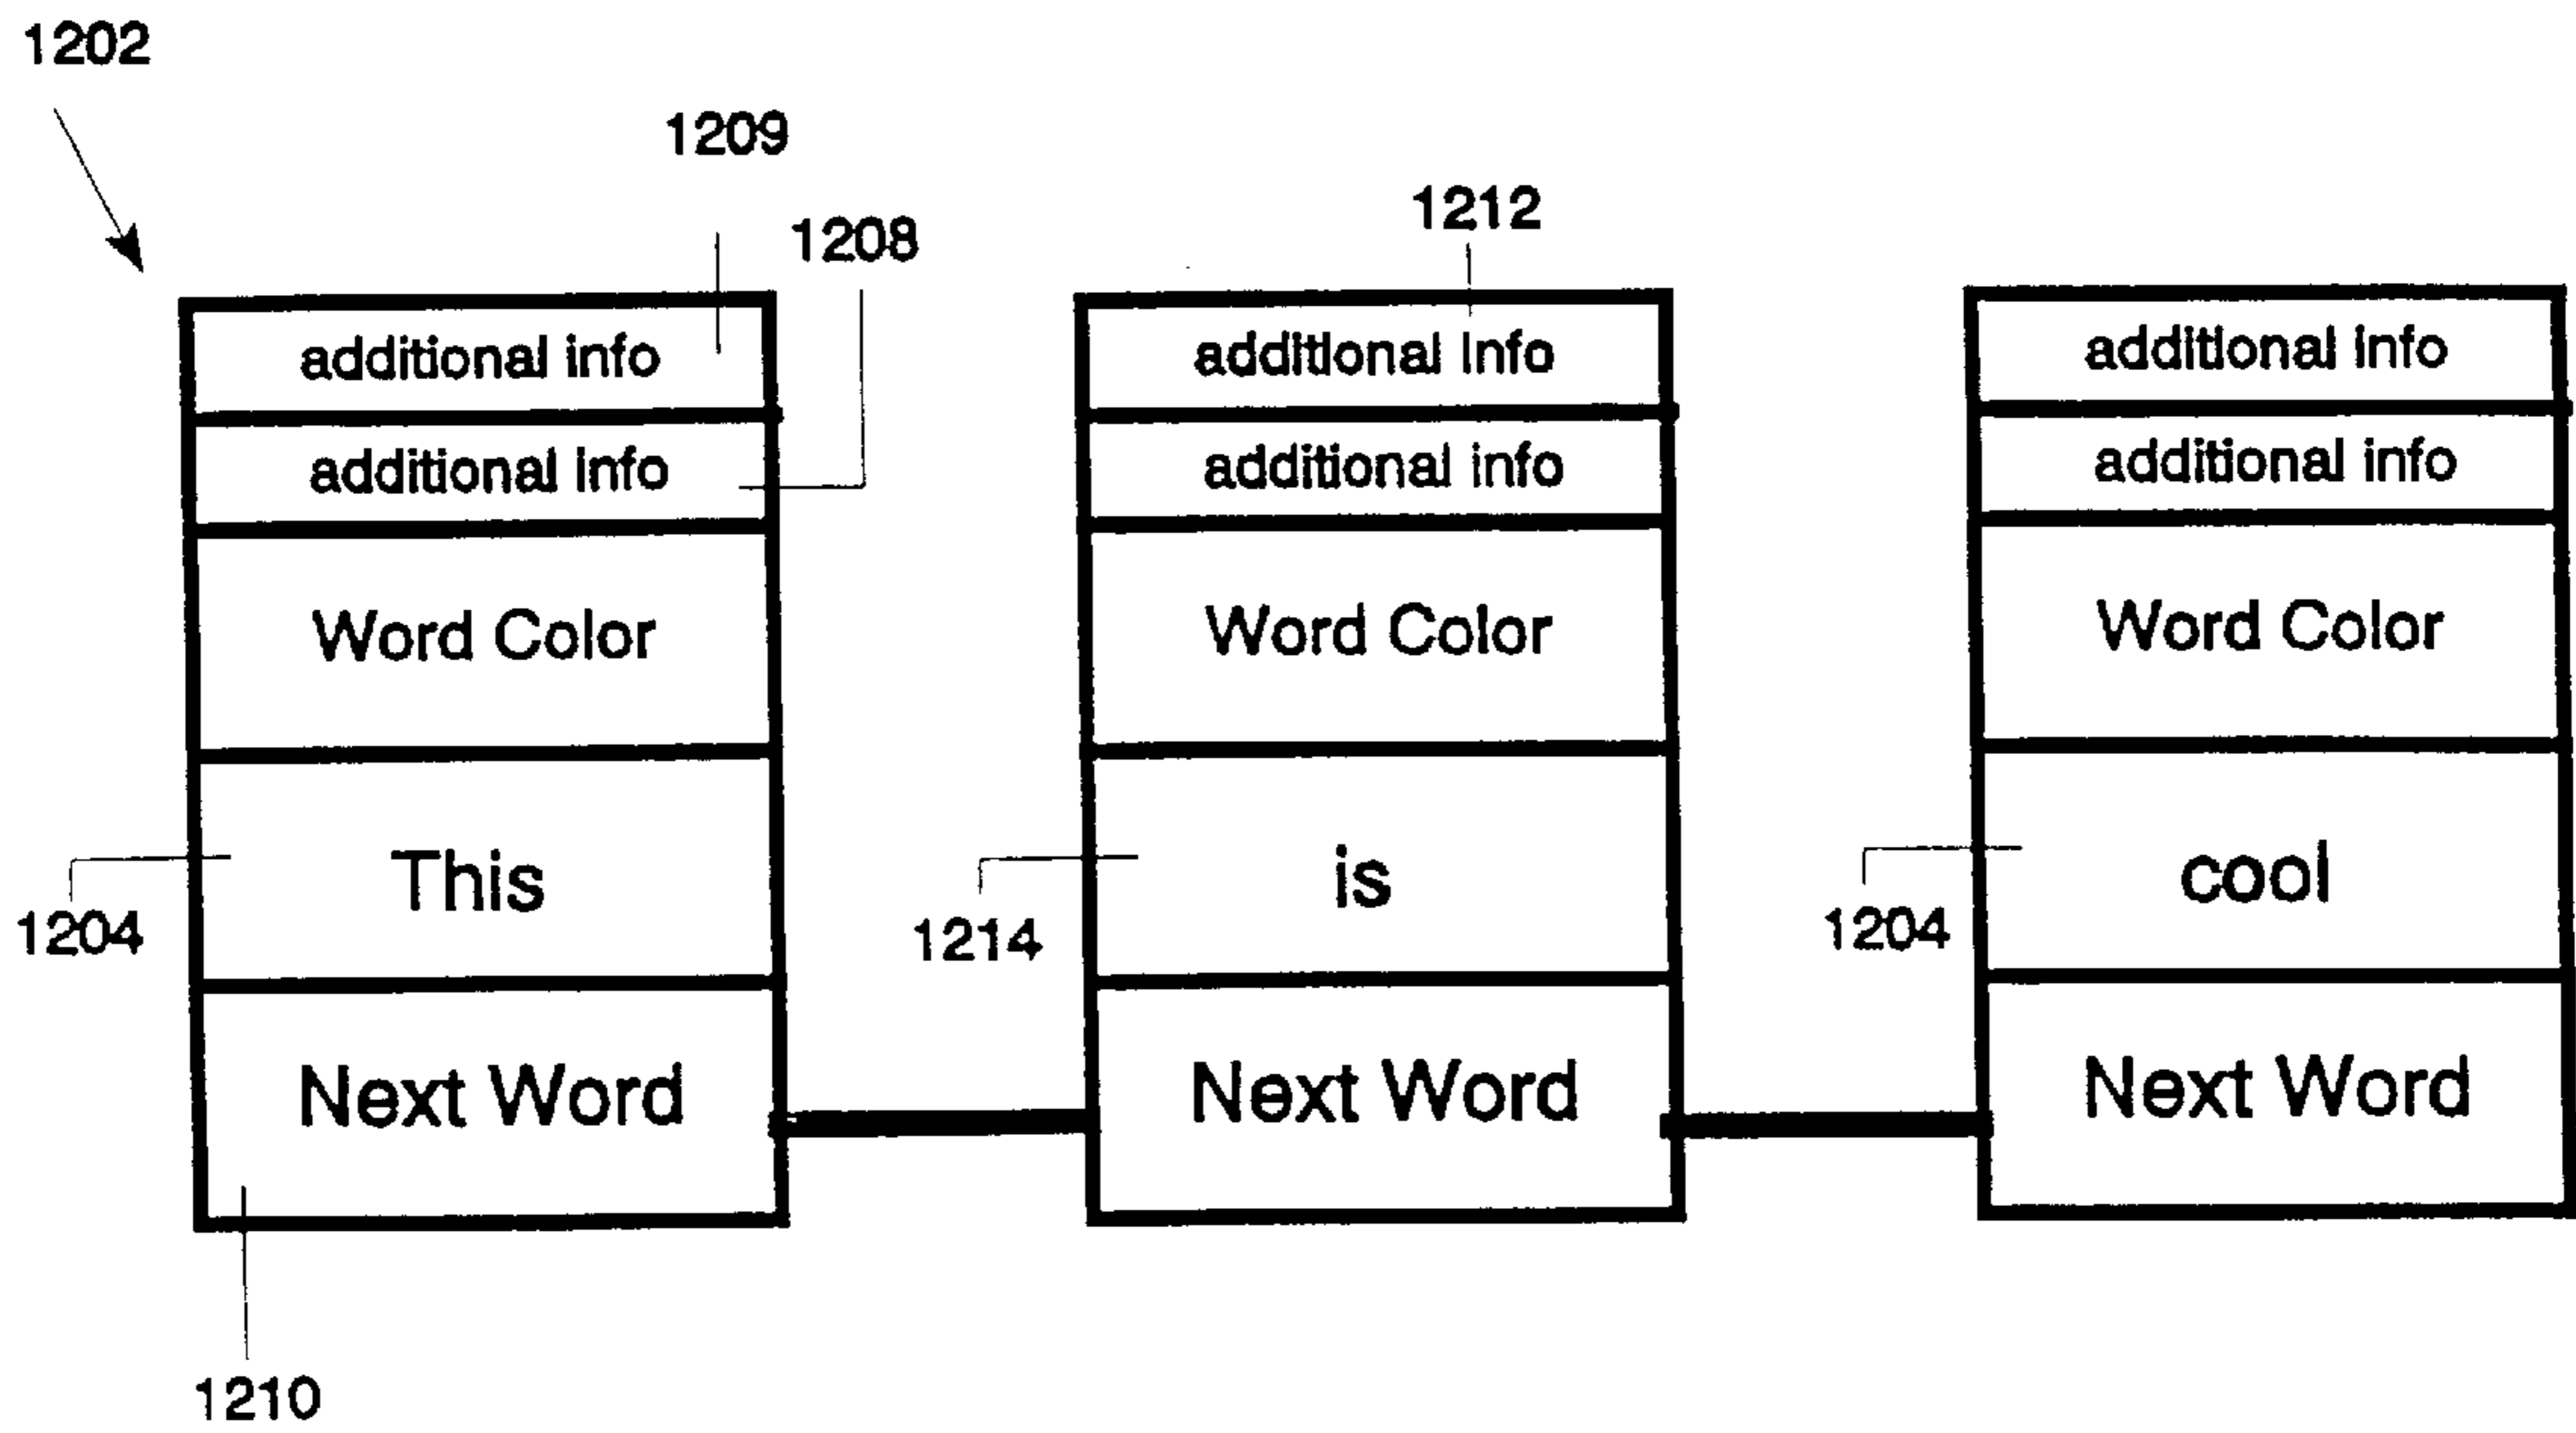 1202
1209
1208
1212
additional info
additional info
Word Color
This
1204
Next Word
1210
additional info
additional info
Word Color
is
1214
Next Word
additional info
additional info
Word Color
cool
1204
Next Word